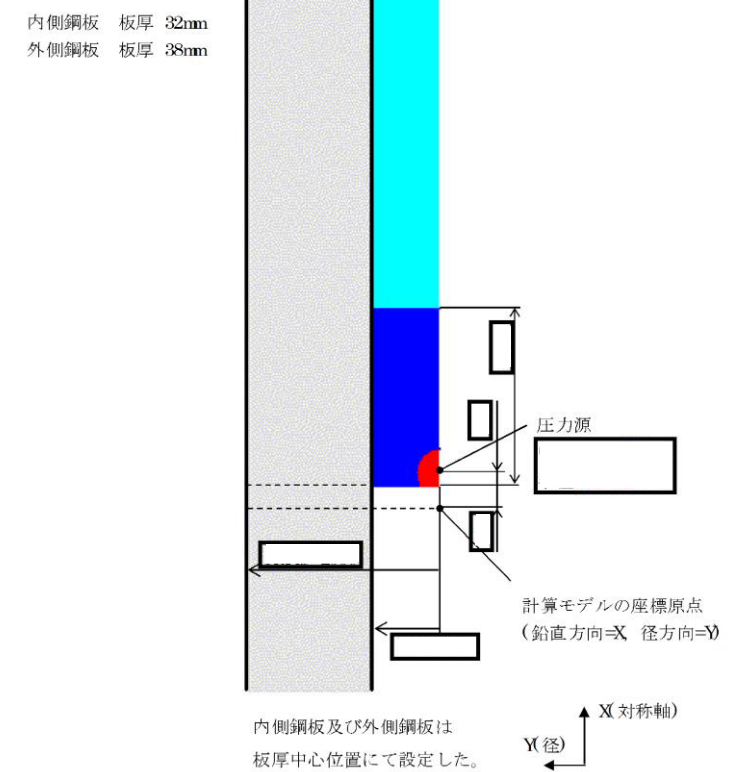 内側鋼板　板厚 32mm
外側鋼板　板厚 38mm
圧力源
計算モデルの座標原点
(鉛直方向=X, 径方向=Y)
内側鋼板及び外側鋼板は
板厚中心位置にて設定した。
X(対称軸)
Y(径)